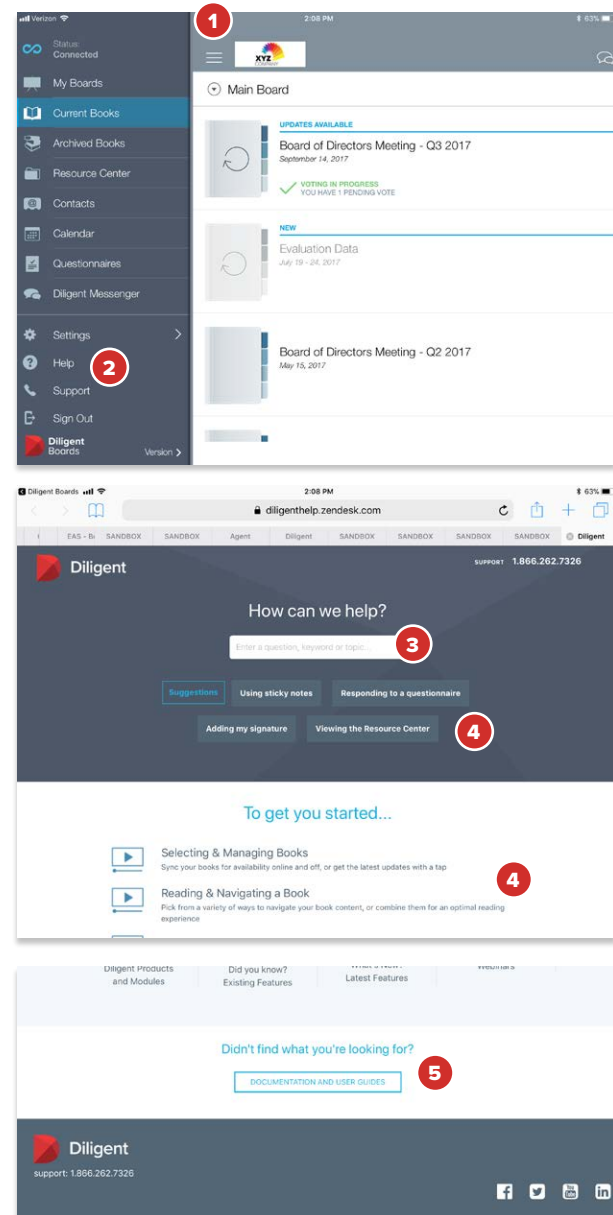 Verizon
2:08 PM
63%
1
Status:
Connected
My Boards
Current Books
Archived Books
Resource Center
Contacts
Calendar
Questionnaires
Diligent Messenger
Settings
Help
2
Support
Sign Out
Diligent
Boards
Version
XYZ
COMPANY
Main Board
UPDATES AVAILABLE
Board of Directors Meeting - Q3 2017
September 14, 2017
VOTING IN PROGRESS
YOU HAVE 1 PENDING VOTE
NEW
Evaluation Data
July 19 - 24, 2017
Board of Directors Meeting - Q2 2017
May 15, 2017
Diligent Boards
2:08 PM
63%
diligenthelp.zendesk.com
EAS - B SANDBOX SANDBOX Agent Diligent SANDBOX SANDBOX SANDBOX SANDBOX Diligent
Diligent
SUPPORT 1.866.262.7326
How can we help?
Enter a question, keyword or topic...
3
Suggestions Using sticky notes Responding to a questionnaire
Adding my signature Viewing the Resource Center
4
To get you started...
Selecting & Managing Books
Sync your books for availability online and off, or get the latest updates with a tap
4
Reading & Navigating a Book
Pick from a variety of ways to navigate your book content, or combine them for an optimal reading
experience
Diligent Products
and Modules
Did you know?
Existing Features
What's New?
Latest Features
Webinars
Didn't find what you're looking for?
DOCUMENTATION AND USER GUIDES
5
Diligent
support: 1.866.262.7326
You
Tube